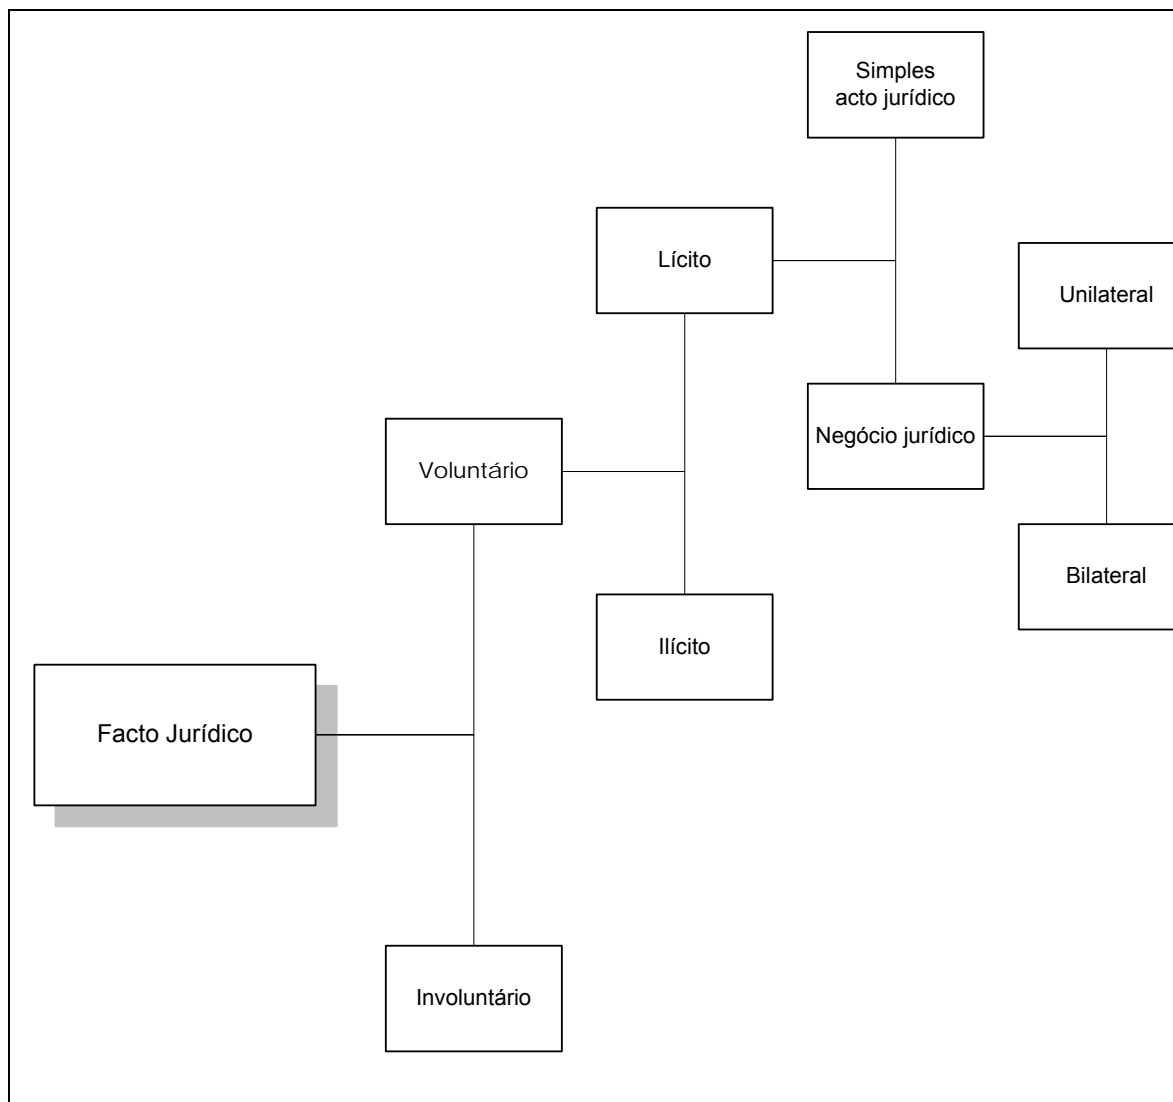 Simples
acto jurídico
Lícito
Unilateral
Negócio jurídico
Voluntário
Bilateral
Ilícito
Facto Jurídico
Involuntário